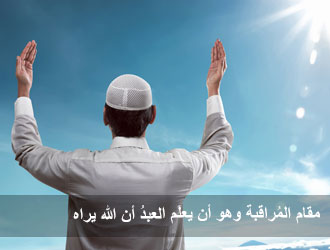 مقام المُراقبة وهو أن يعلَم العبدُ أن الله يراه